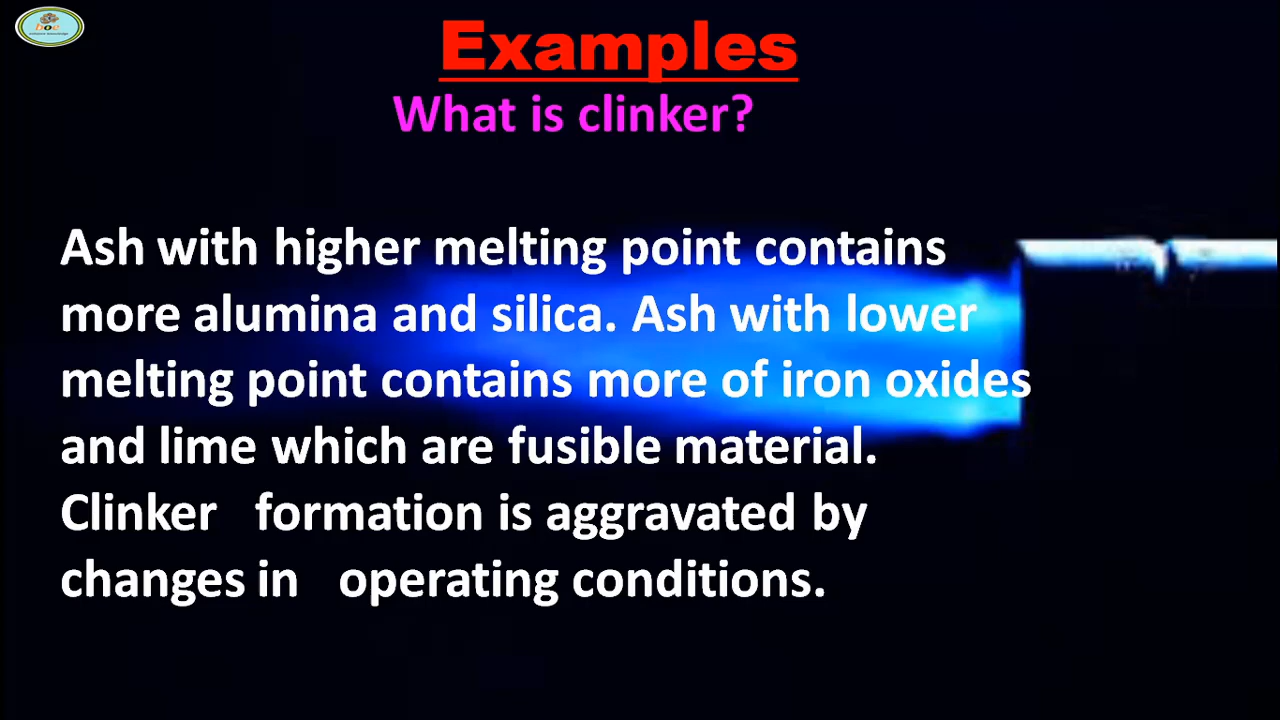 Examples
What is clinker?
Ash with higher melting point contains
more alumina and silica. Ash with lower
melting point contains more of iron oxides
and lime which are fusible material.
Clinker formation is aggravated by
changes in operating conditions.